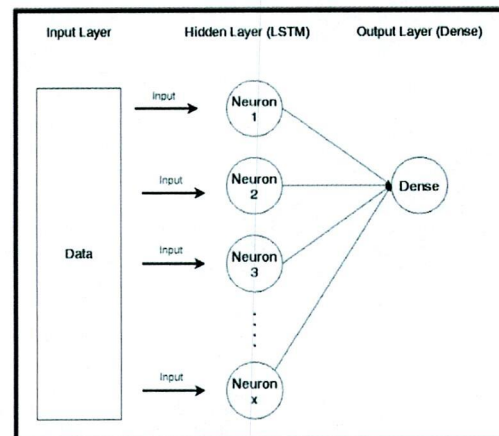 Input Layer
Hidden Layer (LSTM)
Output Layer (Dense)
Data
Input
Neuron
1
Input
Neuron
2
Dense
Input
Neuron
3
Input
Neuron
x